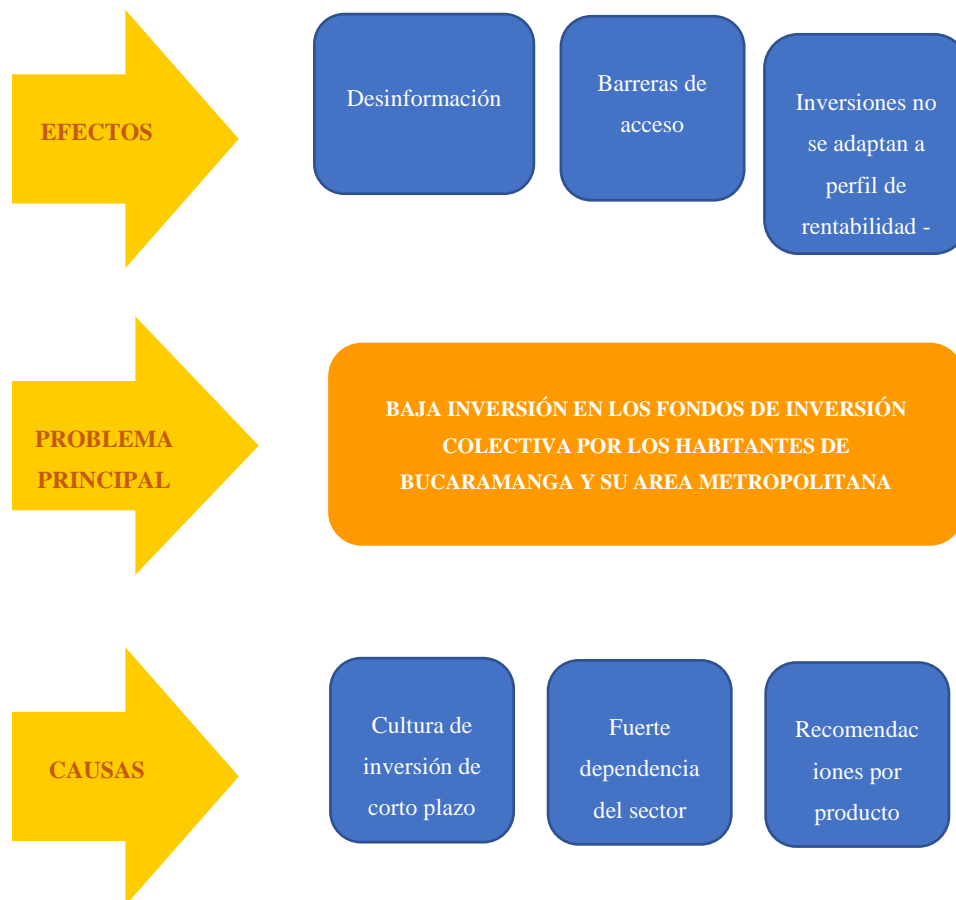 EFECTOS
Desinformación
Barreras de
acceso
Inversiones no
se adaptan a
perfil de
rentabilidad -
PROBLEMA
PRINCIPAL
BAJA INVERSIÓN EN LOS FONDOS DE INVERSIÓN
COLECTIVA POR LOS HABITANTES DE
BUCARAMANGA Y SU AREA METROPOLITANA
CAUSAS
Cultura de
inversión de
corto plazo
Fuerte
dependencia
del sector
Recomendac
iones por
producto